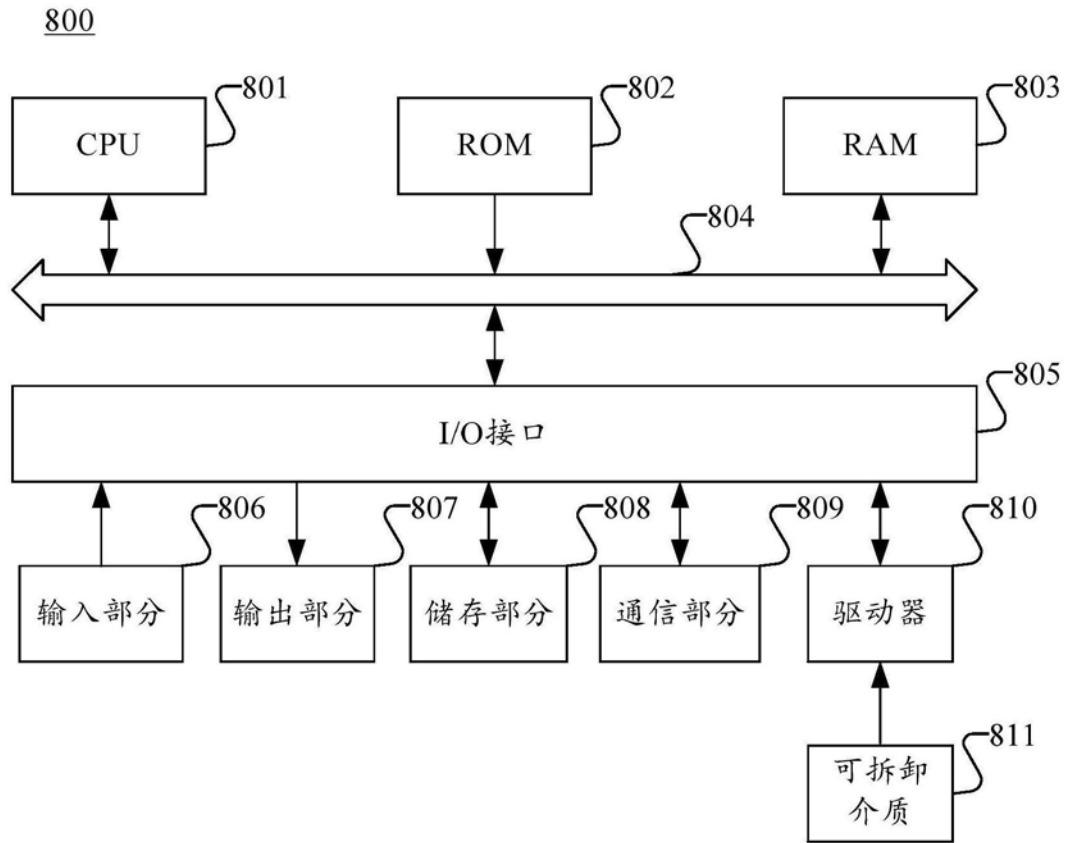 800
801
802
803
CPU
ROM
RAM
804
805
I/O接口
806
807
808
809
810
输入部分
输出部分
储存部分
通信部分
驱动器
811
可拆卸
介质